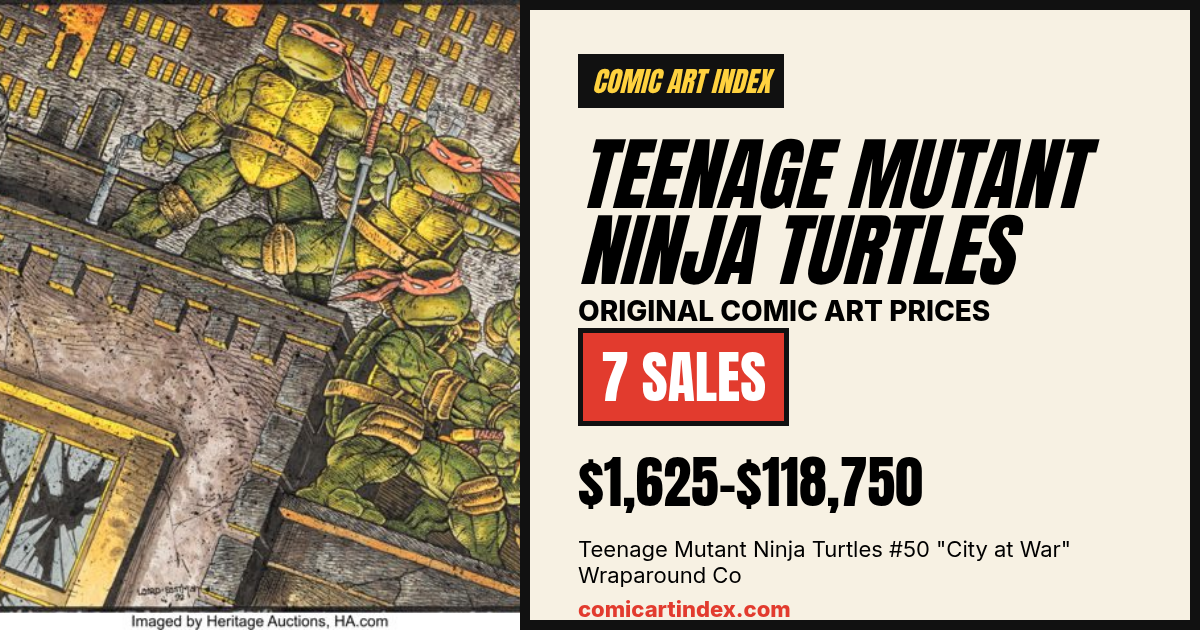 COMIC ART INDEX
TEENAGE MUTANT
NINJA TURTLES
ORIGINAL COMIC ART PRICES
7 SALES
$1,625-$118,750
Teenage Mutant Ninja Turtles #50 "City at War"
Wraparound Co
comicartindex.com
Imaged by Heritage Auctions, HA.com